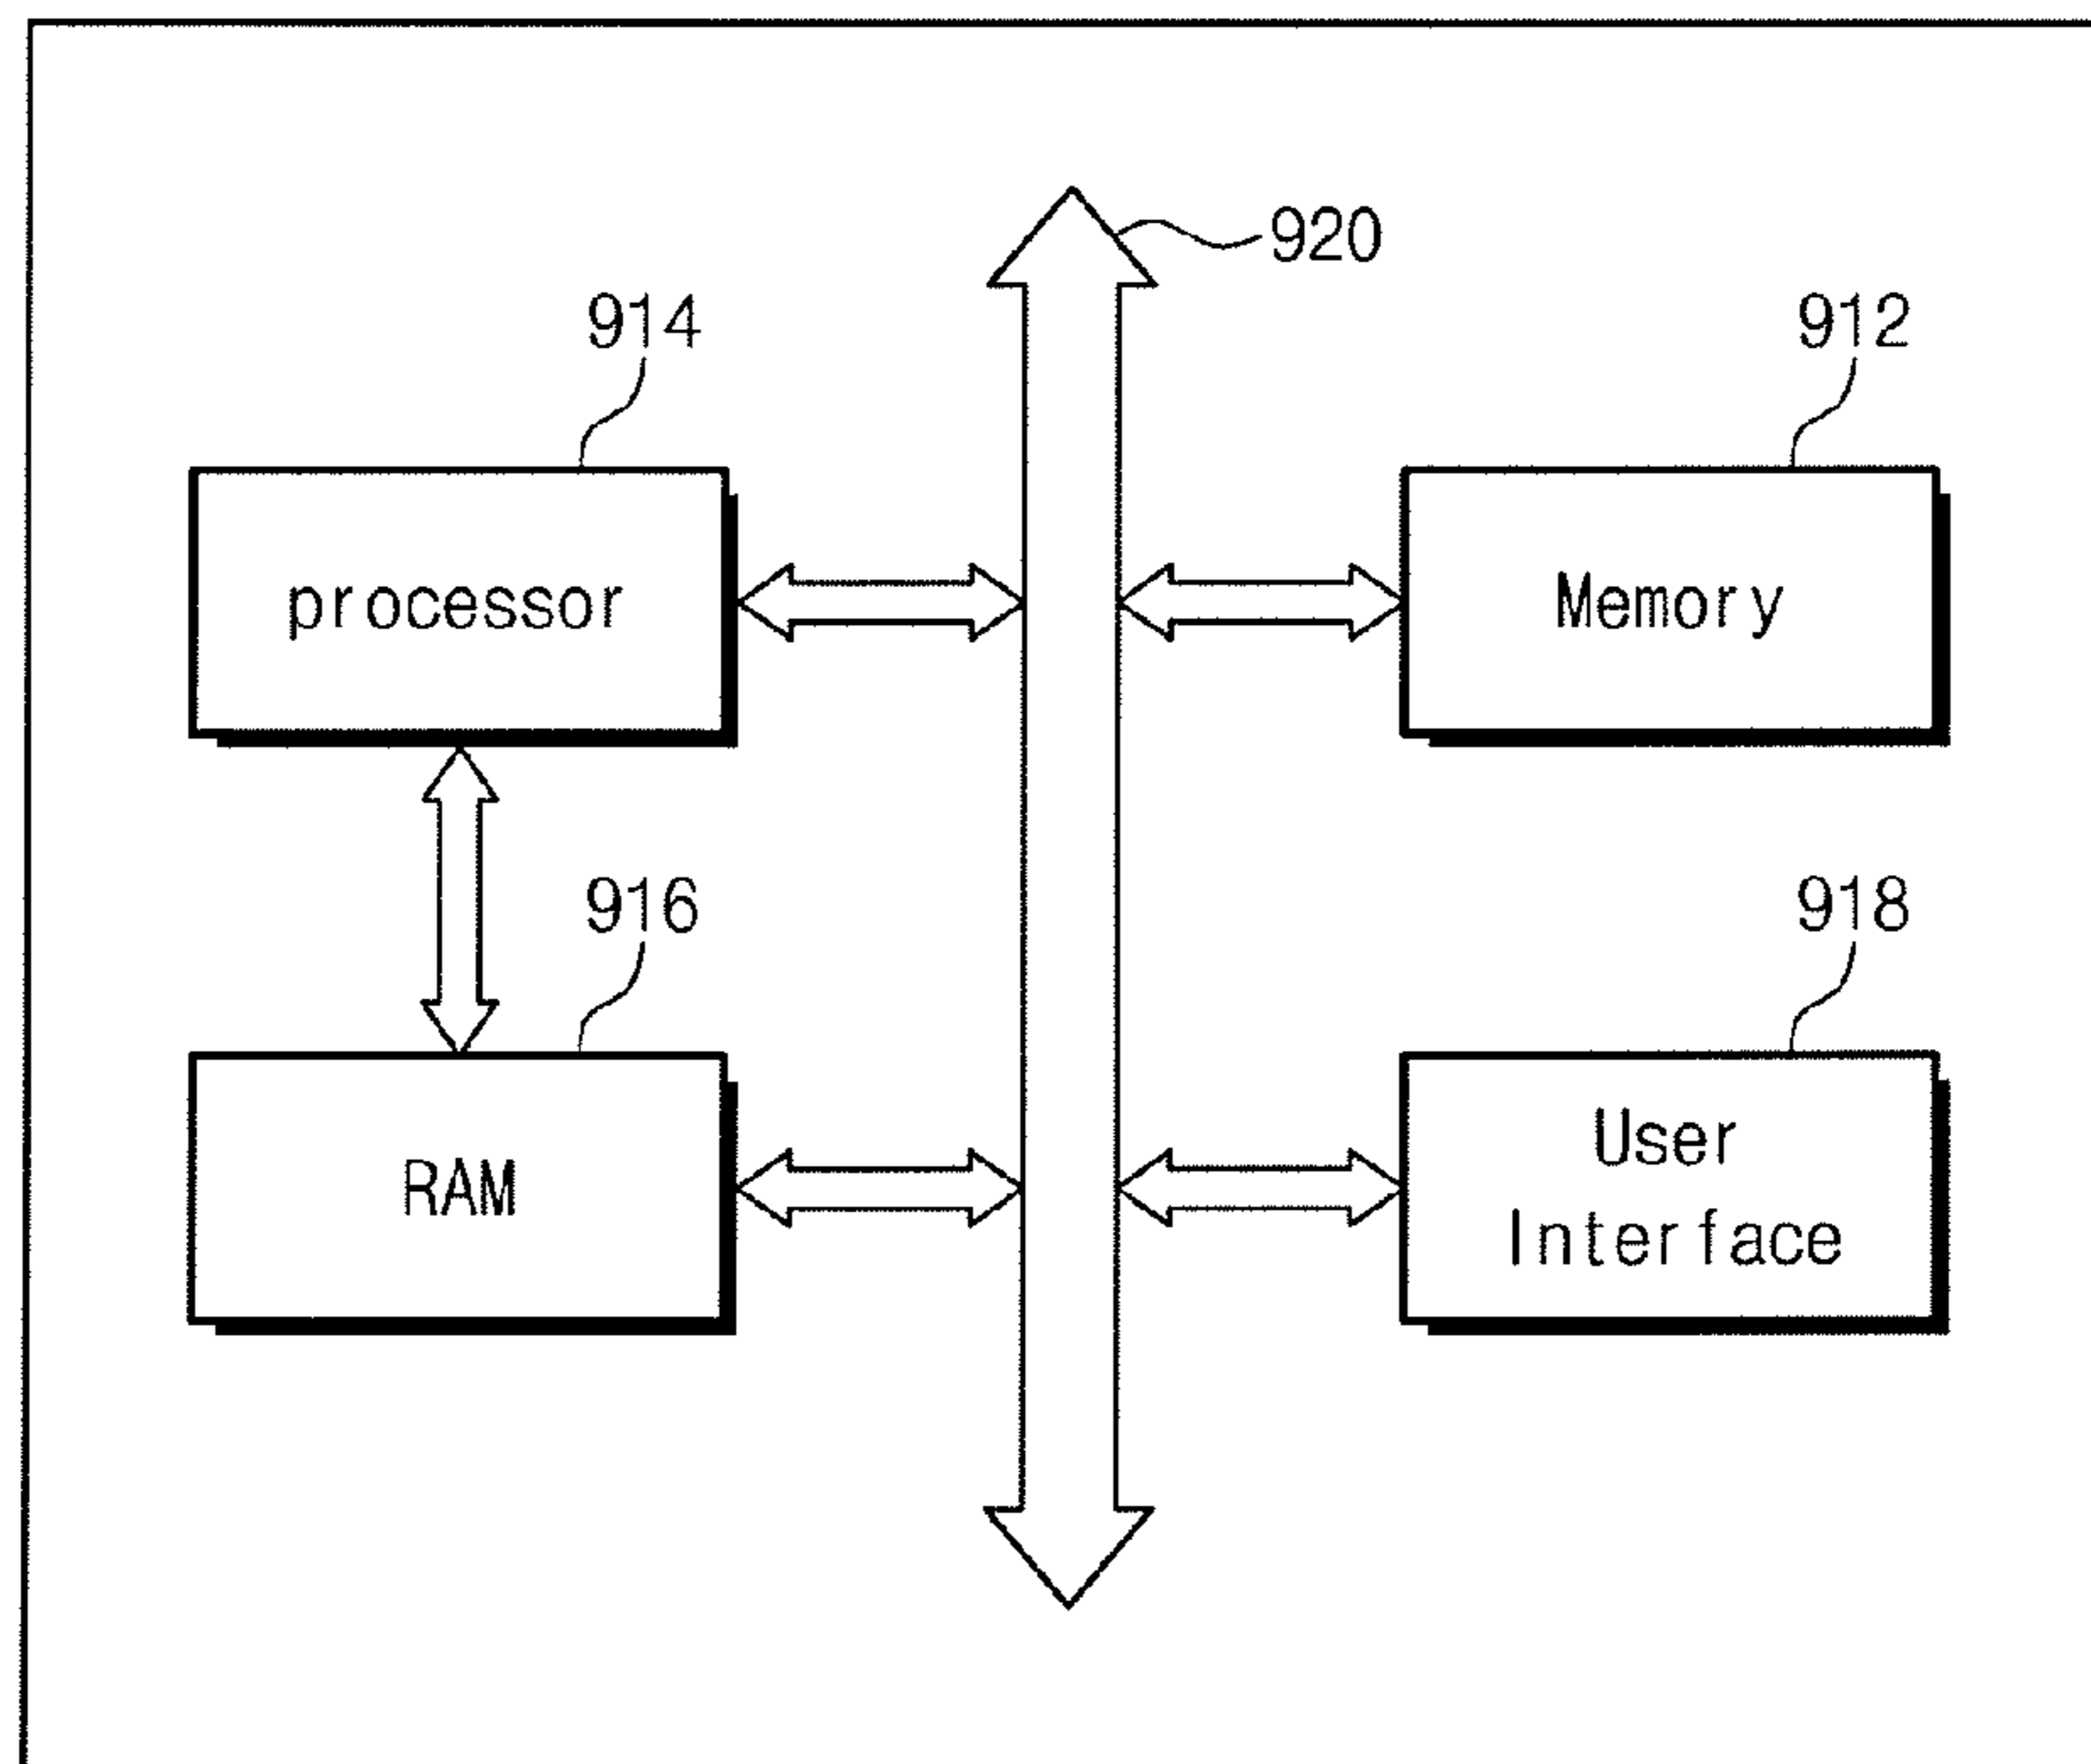 920
914
912
processor
Memory
916
918
RAM
User
Interface